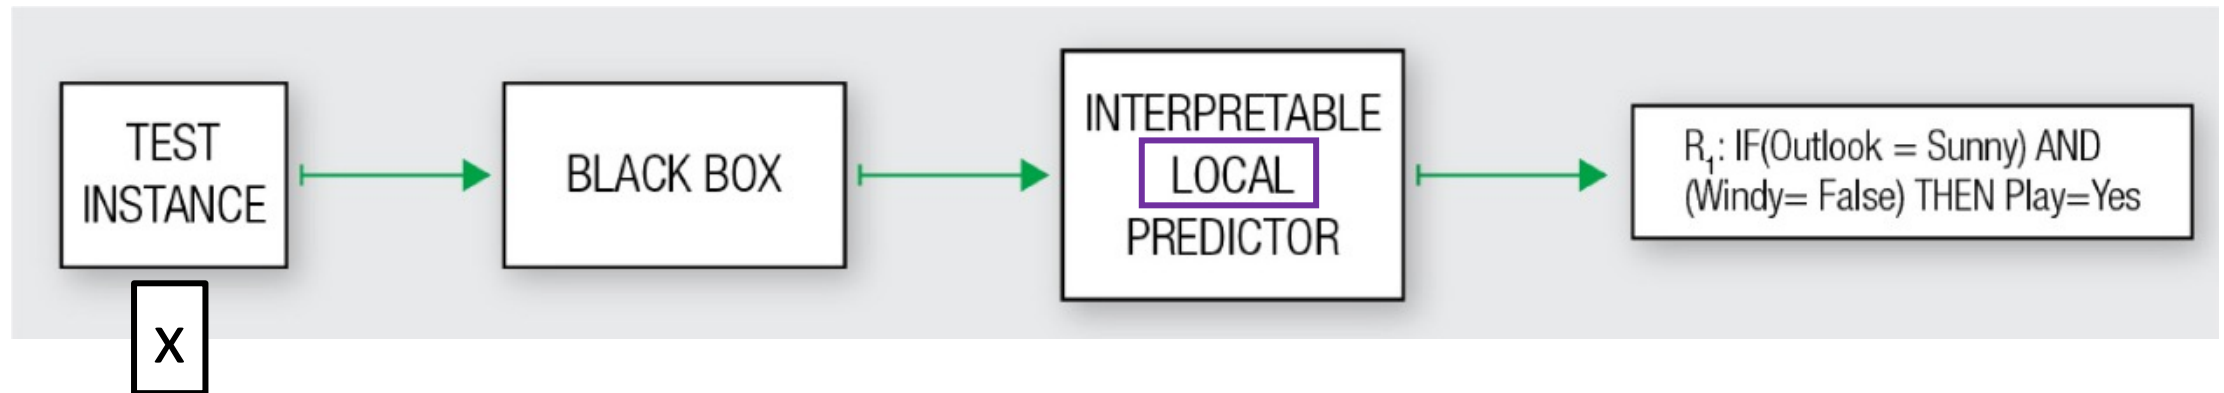 TEST
INSTANCE
BLACK BOX
INTERPRETABLE
LOCAL
PREDICTOR
R₁: IF(Outlook = Sunny) AND
(Windy= False) THEN Play=Yes
X